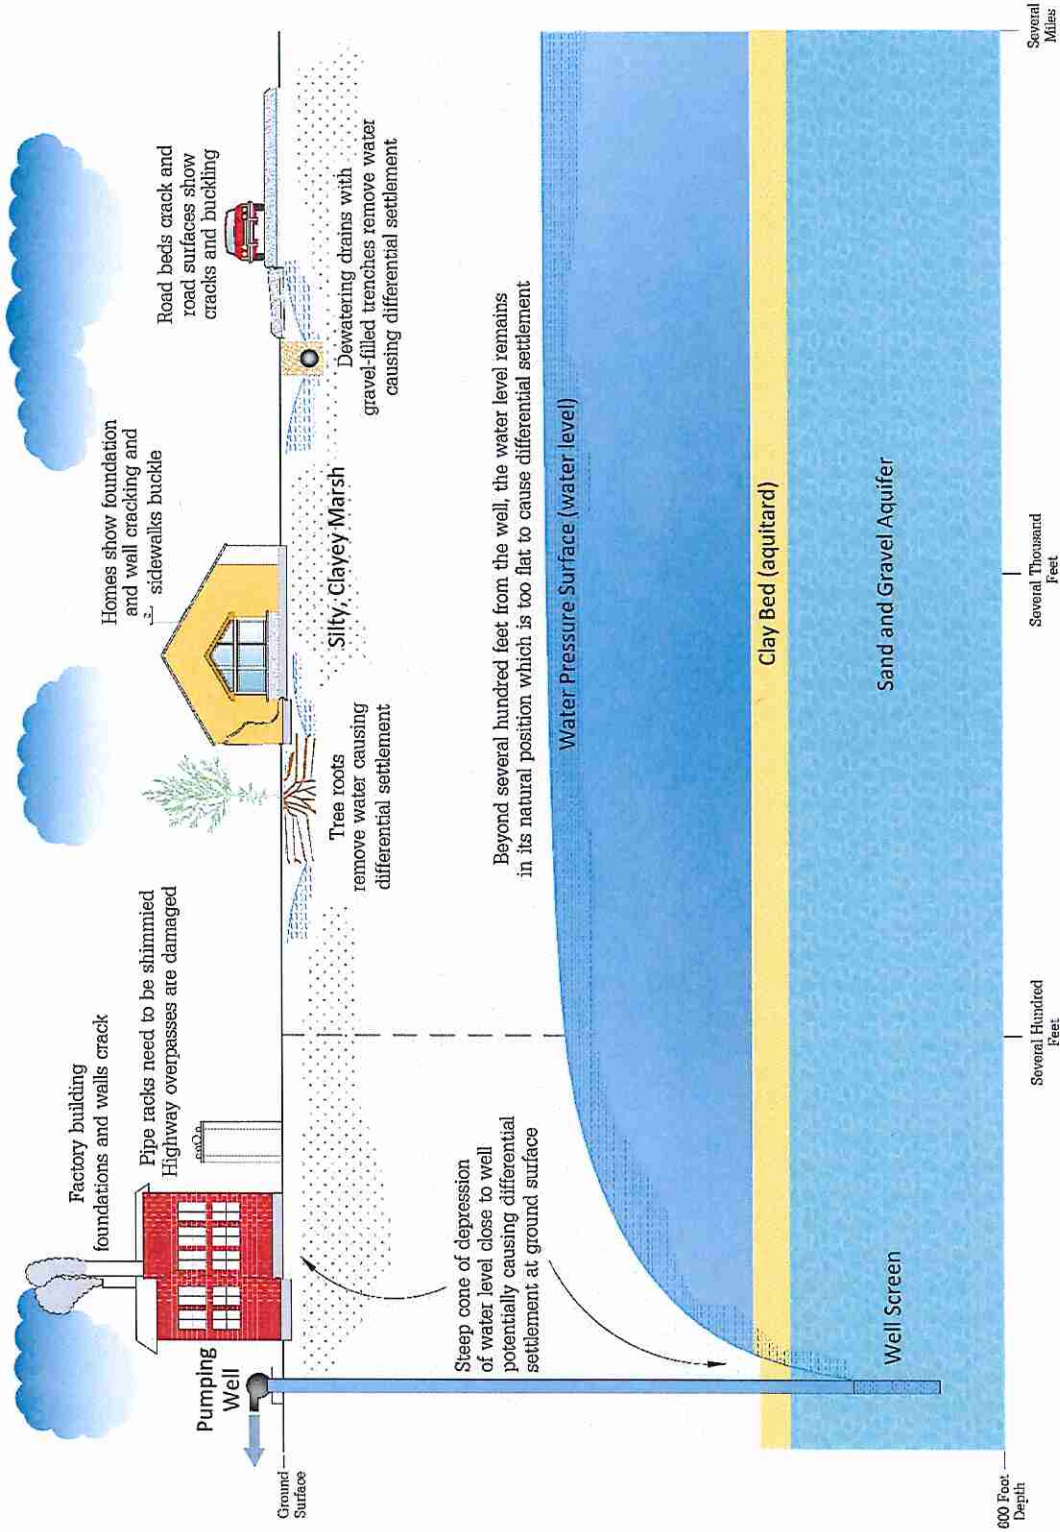 Factory building
foundations and walls crack
Pipe racks need to be shimmied
Highway overpasses are damaged
Homes show foundation
and wall cracking and
sidewalks buckle
Road beds crack and
road surfaces show
cracks and buckling
Pumping
Well
Ground
Surface
Tree roots
remove water causing
differential settlement
Silty, Clayey Marsh
Dewatering drains with
gravel-filled trenches remove water
causing differential settlement
Steep cone of depression
of water level close to well
potentially causing differential
settlement at ground surface
Beyond several hundred feet from the well, the water level remains
in its natural position which is too flat to cause differential settlement
Water Pressure Surface (water level)
Clay Bed (aquitard)
Well Screen
Sand and Gravel Aquifer
600 Foot
Depth
Several Hundred
Feet
Several Thousand
Feet
Several
Miles